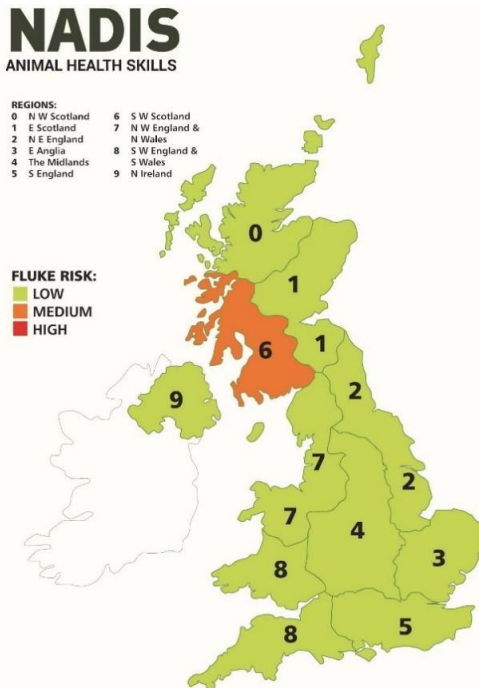 NADIS
ANIMAL HEALTH SKILLS
REGIONS:
0 N W Scotland
1 E Scotland
2 N E England
3 E Anglia
4 The Midlands
5 S England
6 S W Scotland
7 N W England &
N Wales
8 S W England &
S Wales
9 N Ireland
FLUKE RISK:
LOW
MEDIUM
HIGH
0
1
6
1
9
2
7
2
7
4
3
8
5
8